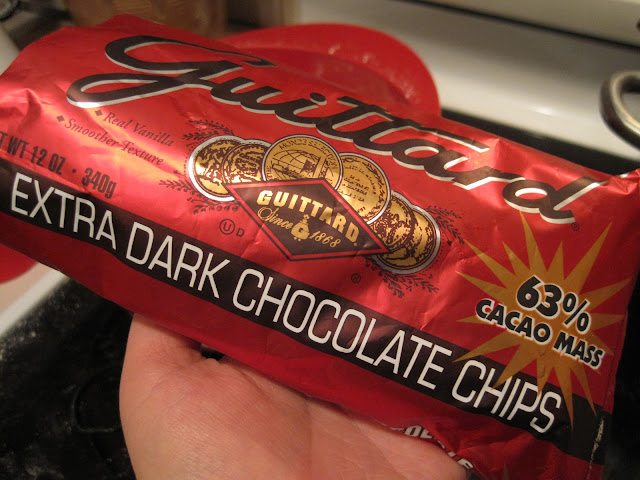 Guittard®
• Real Vanilla
• Smoother Texture
T WT 12 OZ • 340g
GUITTARD
Since 1868
U D
EXTRA DARK CHOCOLATE CHIPS
63%
CACAO MASS